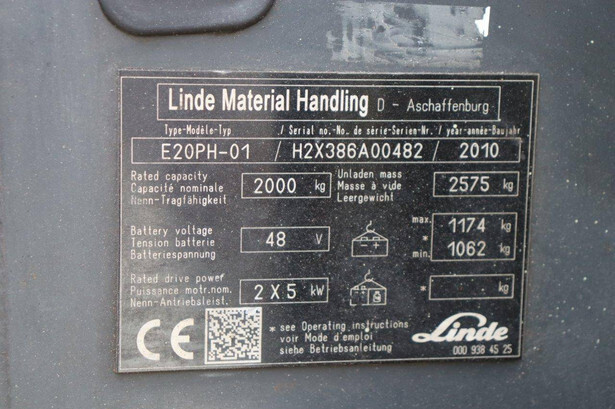 Linde Material Handling D - Aschaffenburg
Type-Modèle-Typ / Serial no.-No. de série-Serien-Nr. / year-année-Baujahr
E20PH-01 / H2X386A00482 / 2010
Rated capacity
Capacité nominale
Nenn-Tragfähigkeit
2000 kg
Unladen mass
Masse à vide
Leergewicht
2575 kg
Battery voltage
Tension batterie
Batteriespannung
48 V
max. 1174 kg
*
min. 1062 kg
Rated drive power
Puissance motr.nom.
Nenn-Antriebsleist.
2 X 5 kW
* kg
CE
* see Operating instructions
voir Mode d'emploi
siehe Betriebsanleitung
Linde
000 938 45 25